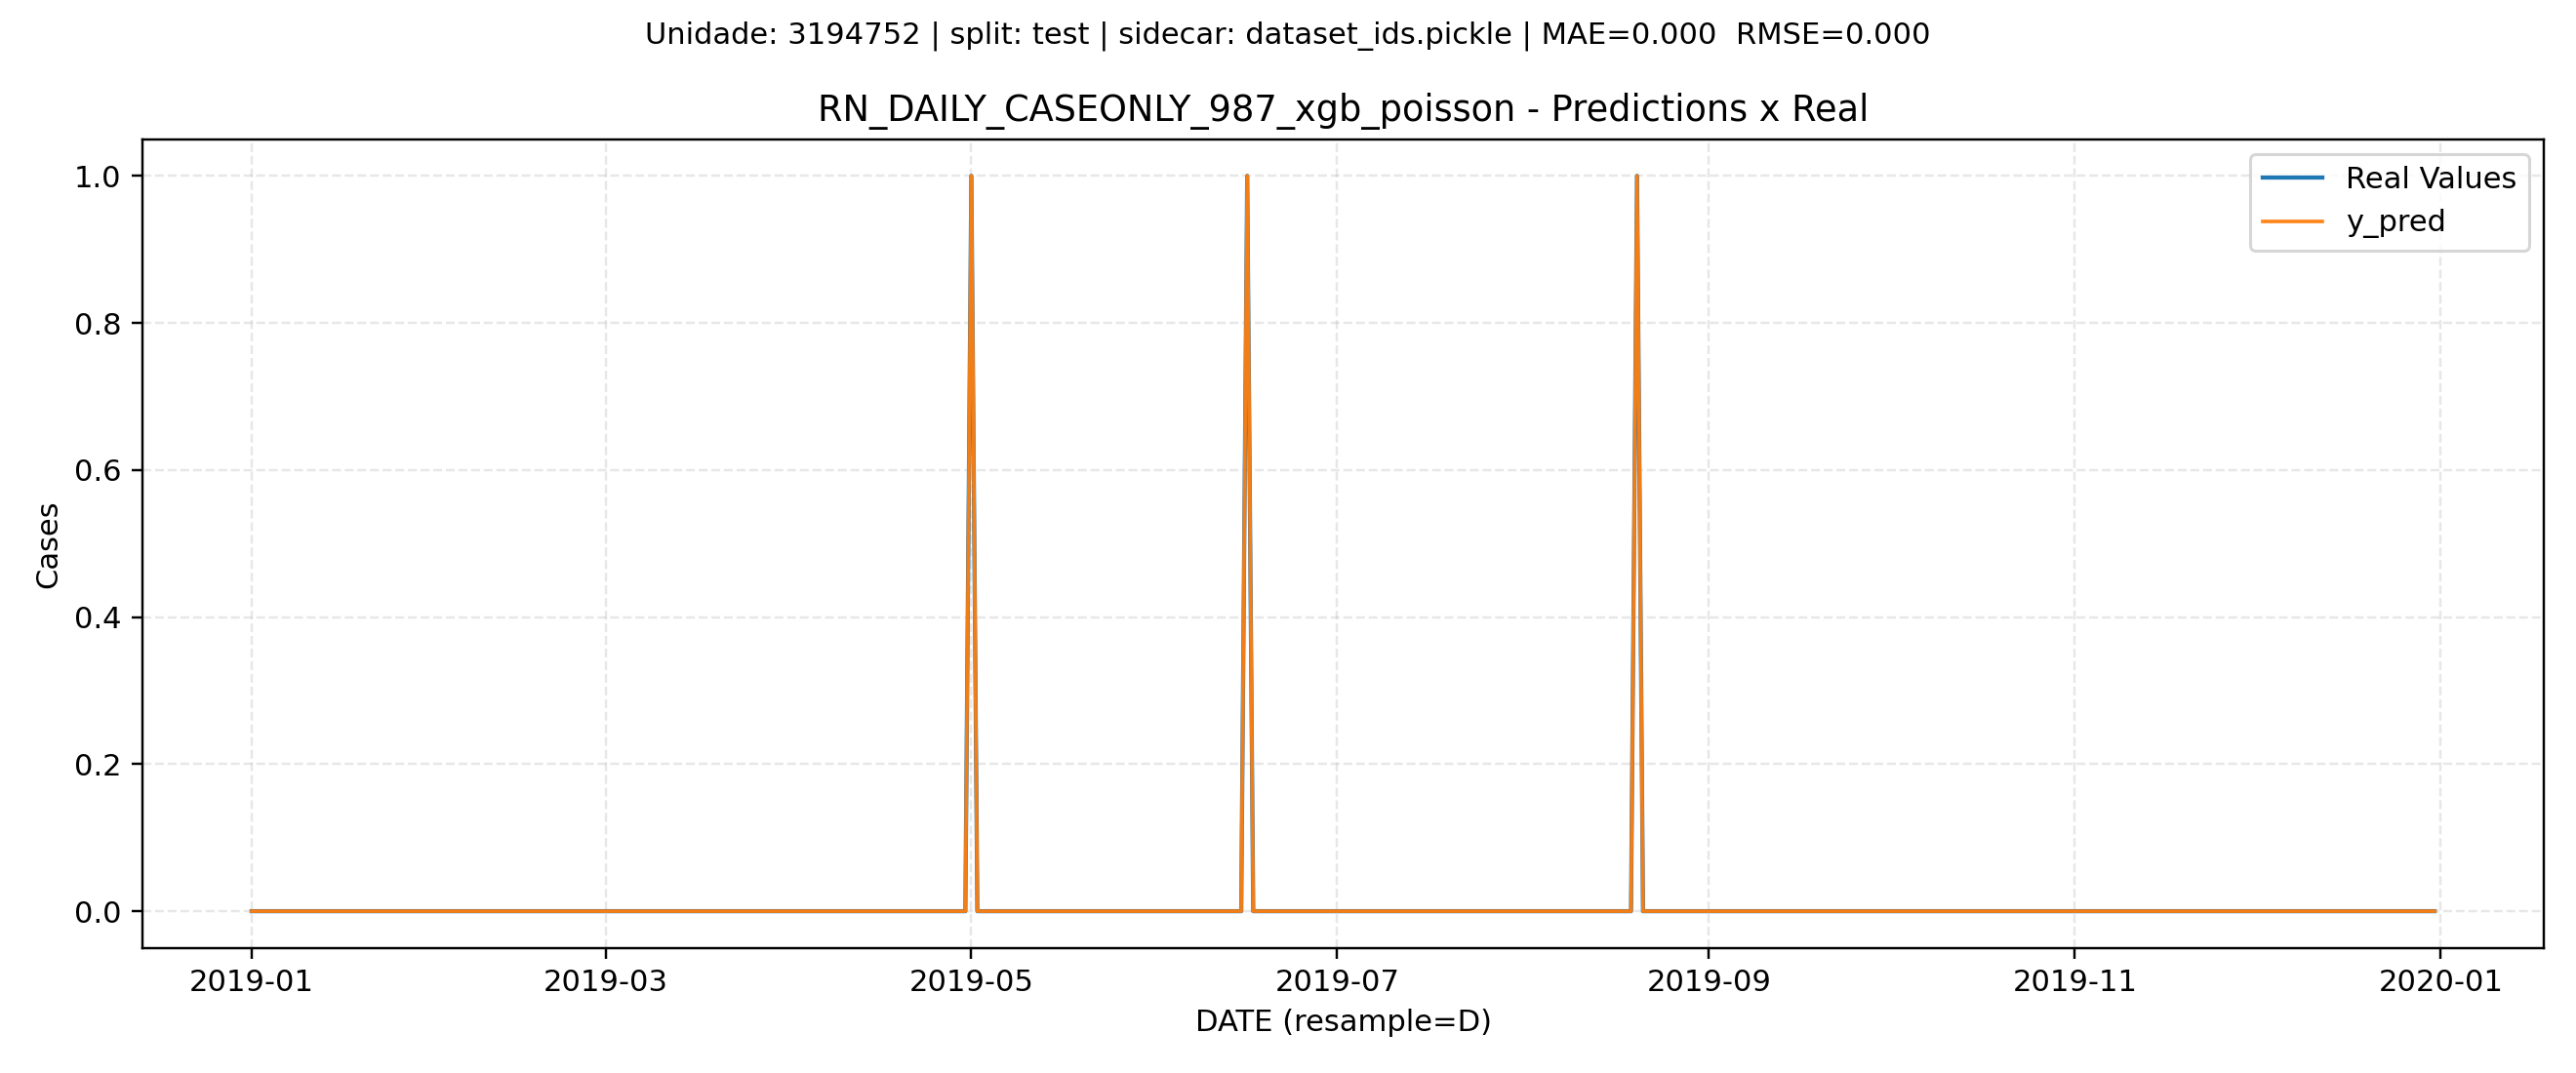 Unidade: 3194752 | split: test | sidecar: dataset_ids.pickle | MAE=0.000  RMSE=0.000
RN_DAILY_CASEONLY_987_xgb_poisson - Predictions x Real
Real Values
y_pred
1.0
0.8
0.6
0.4
0.2
0.0
Cases
2019-01 2019-03 2019-05 2019-07 2019-09 2019-11 2020-01
DATE (resample=D)